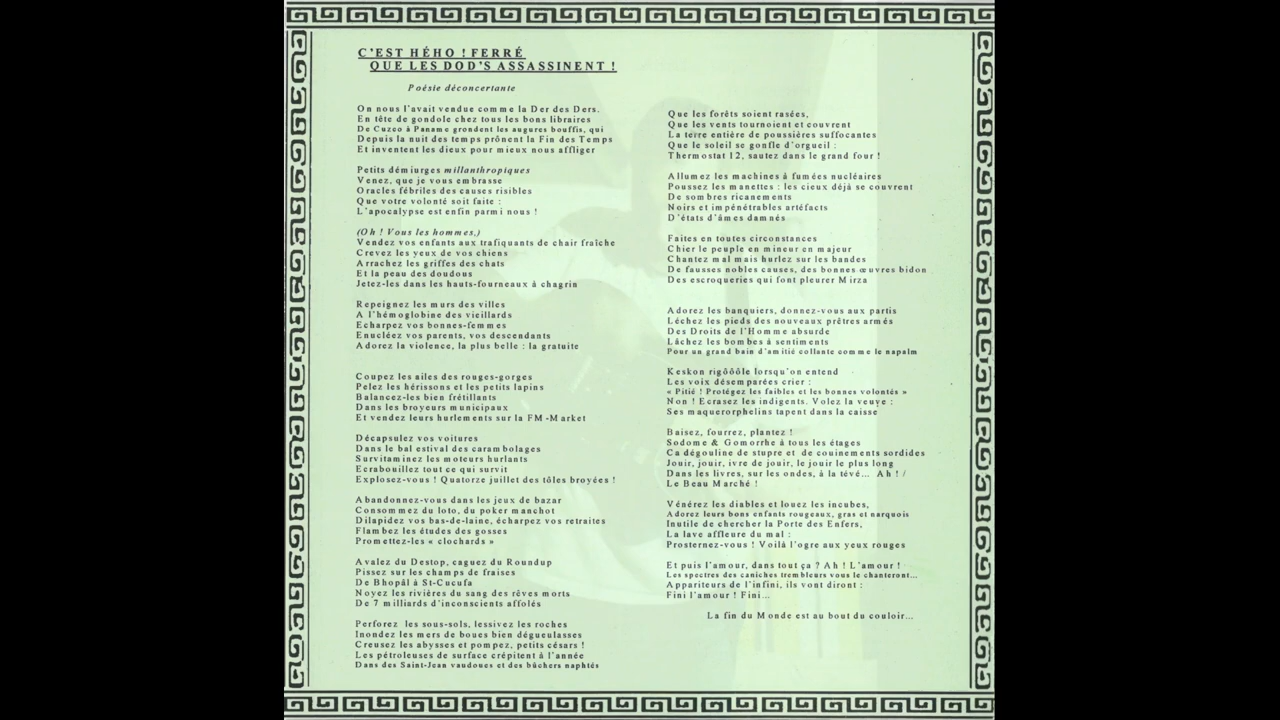 C'EST HÉHO ! FERRÉ
QUE LES DOD'S ASSASSINENT !
Poésie déconcertante
On nous l'avait vendue comme la Der des Ders.
En tête de gondole chez tous les bons libraires
De Cuzco à Paname grondent les augures bouffis, qui
Depuis la nuit des temps prônent la Fin des Temps
Et inventent les dieux pour mieux nous affliger
Petits démiurges millanthropiques
Venez, que je vous embrasse
Oracles fébriles des causes risibles
Que votre volonté soit faite :
L'apocalypse est enfin parmi nous !
(Oh ! Vous les hommes,)
Vendez vos enfants aux trafiquants de chair fraîche
Crevez les yeux de vos chiens
Arrachez les griffes des chats
Et la peau des doudous
Jetez-les dans les hauts-fourneaux à chagrin
Repeignez les murs des villes
A l'hémoglobine des vieillards
Echarpez vos bonnes-femmes
Enucléez vos parents, vos descendants
Adorez la violence, la plus belle : la gratuite
Coupez les ailes des rouges-gorges
Pelez les hérissons et les petits lapins
Balancez-les bien frétillants
Dans les broyeurs municipaux
Et vendez leurs hurlements sur la FM-Market
Décapsulez vos voitures
Dans le bal estival des carambolages
Survitaminez les moteurs hurlants
Ecrabouillez tout ce qui survit
Explosez-vous ! Quatorze juillet des tôles broyées !
Abandonnez-vous dans les jeux de bazar
Consommez du loto, du poker manchot
Dilapidez vos bas-de-laine, écharpez vos retraites
Flambez les études des gosses
Promettez-les « clochards »
Avalez du Destop, caguez du Roundup
Pissez sur les champs de fraises
De Bhopâl à St-Cucufa
Noyez les rivières du sang des rêves morts
De 7 milliards d'inconscients affolés
Perforez les sous-sols, lessivez les roches
Inondez les mers de boues bien dégueulasses
Creusez les abysses et pompez, petits césars !
Les pétroleuses de surface crépitent à l'année
Dans des Saint-Jean vaudoues et des bûchers naphtés
Que les forêts soient rasées,
Que les vents tournoient et couvrent
La terre entière de poussières suffocantes
Que le soleil se gonfle d'orgueil :
Thermostat 12, sautez dans le grand four !
Allumez les machines à fumées nucléaires
Poussez les manettes : les cieux déjà se couvrent
De sombres ricanements
Noirs et impénétrables artéfacts
D'états d'âmes damnés
Faites en toutes circonstances
Chier le peuple en mineur en majeur
Chantez mal mais hurlez sur les bandes
De fausses nobles causes, des bonnes œuvres bidon
Des escroqueries qui font pleurer Mirza
Adorez les banquiers, donnez-vous aux partis
Léchez les pieds des nouveaux prêtres armés
Des Droits de l'Homme absurde
Lâchez les bombes à sentiments
Pour un grand bain d'amitié collante comme le napalm
Keskon rigôôôle lorsqu'on entend
Les voix désemparées crier :
« Pitié ! Protégez les faibles et les bonnes volontés »
Non ! Ecrasez les indigents. Volez la veuve :
Ses maquerorphelins tapent dans la caisse
Baisez, fourrez, plantez !
Sodome & Gomorrhe à tous les étages
Ca dégouline de stupre et de couinements sordides
Jouir, jouir, ivre de jouir, le jouir le plus long
Dans les livres, sur les ondes, à la tévé... Ah ! /
Le Beau Marché !
Vénérez les diables et louez les incubes,
Adorez leurs bons enfants rougeaux, gras et narquois
Inutile de chercher la Porte des Enfers,
La lave affleure du mal :
Prosternez-vous ! Voilà l'ogre aux yeux rouges
Et puis l'amour, dans tout ça ? Ah ! L'amour !
Les spectres des caniches trembleurs vous le chanteront...
Appariteurs de l'infini, ils vont diront :
Fini l'amour ! Fini...
La fin du Monde est au bout du couloir...